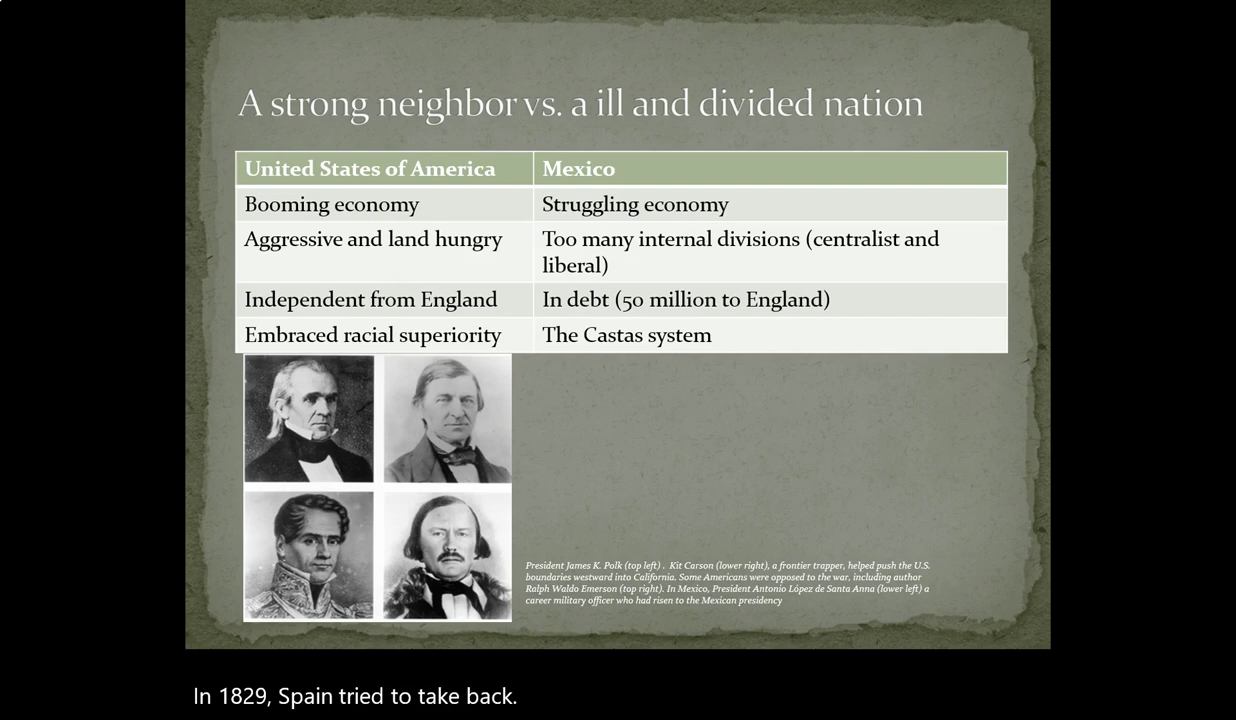 A strong neighbor vs. a ill and divided nation
United States of America
Mexico
Booming economy
Struggling economy
Aggressive and land hungry
Too many internal divisions (centralist and
liberal)
Independent from England
In debt (50 million to England)
Embraced racial superiority
The Castas system
President James K. Polk (top left) . Kit Carson (lower right), a frontier trapper, helped push the U.S.
boundaries westward into California. Some Americans were opposed to the war, including author
Ralph Waldo Emerson (top right). In Mexico, President Antonio López de Santa Anna (lower left) a
career military officer who had risen to the Mexican presidency
In 1829, Spain tried to take back.